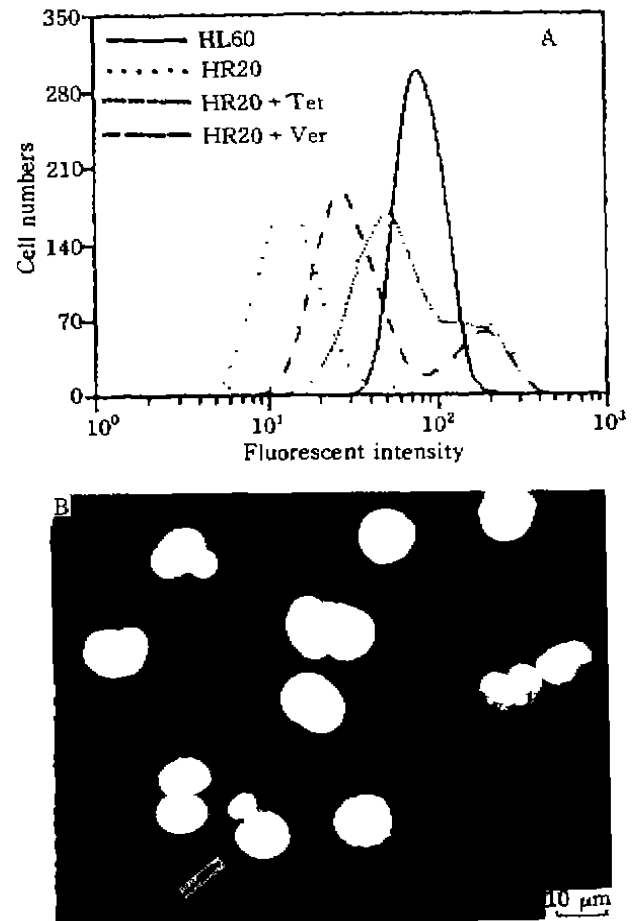 350
280
210
140
70
0
Cell numbers
HL60
HR20
HR20 + Tet
HR20 + Ver
A
10⁰
10¹
10²
10³
Fluorescent intensity
B
10 μm